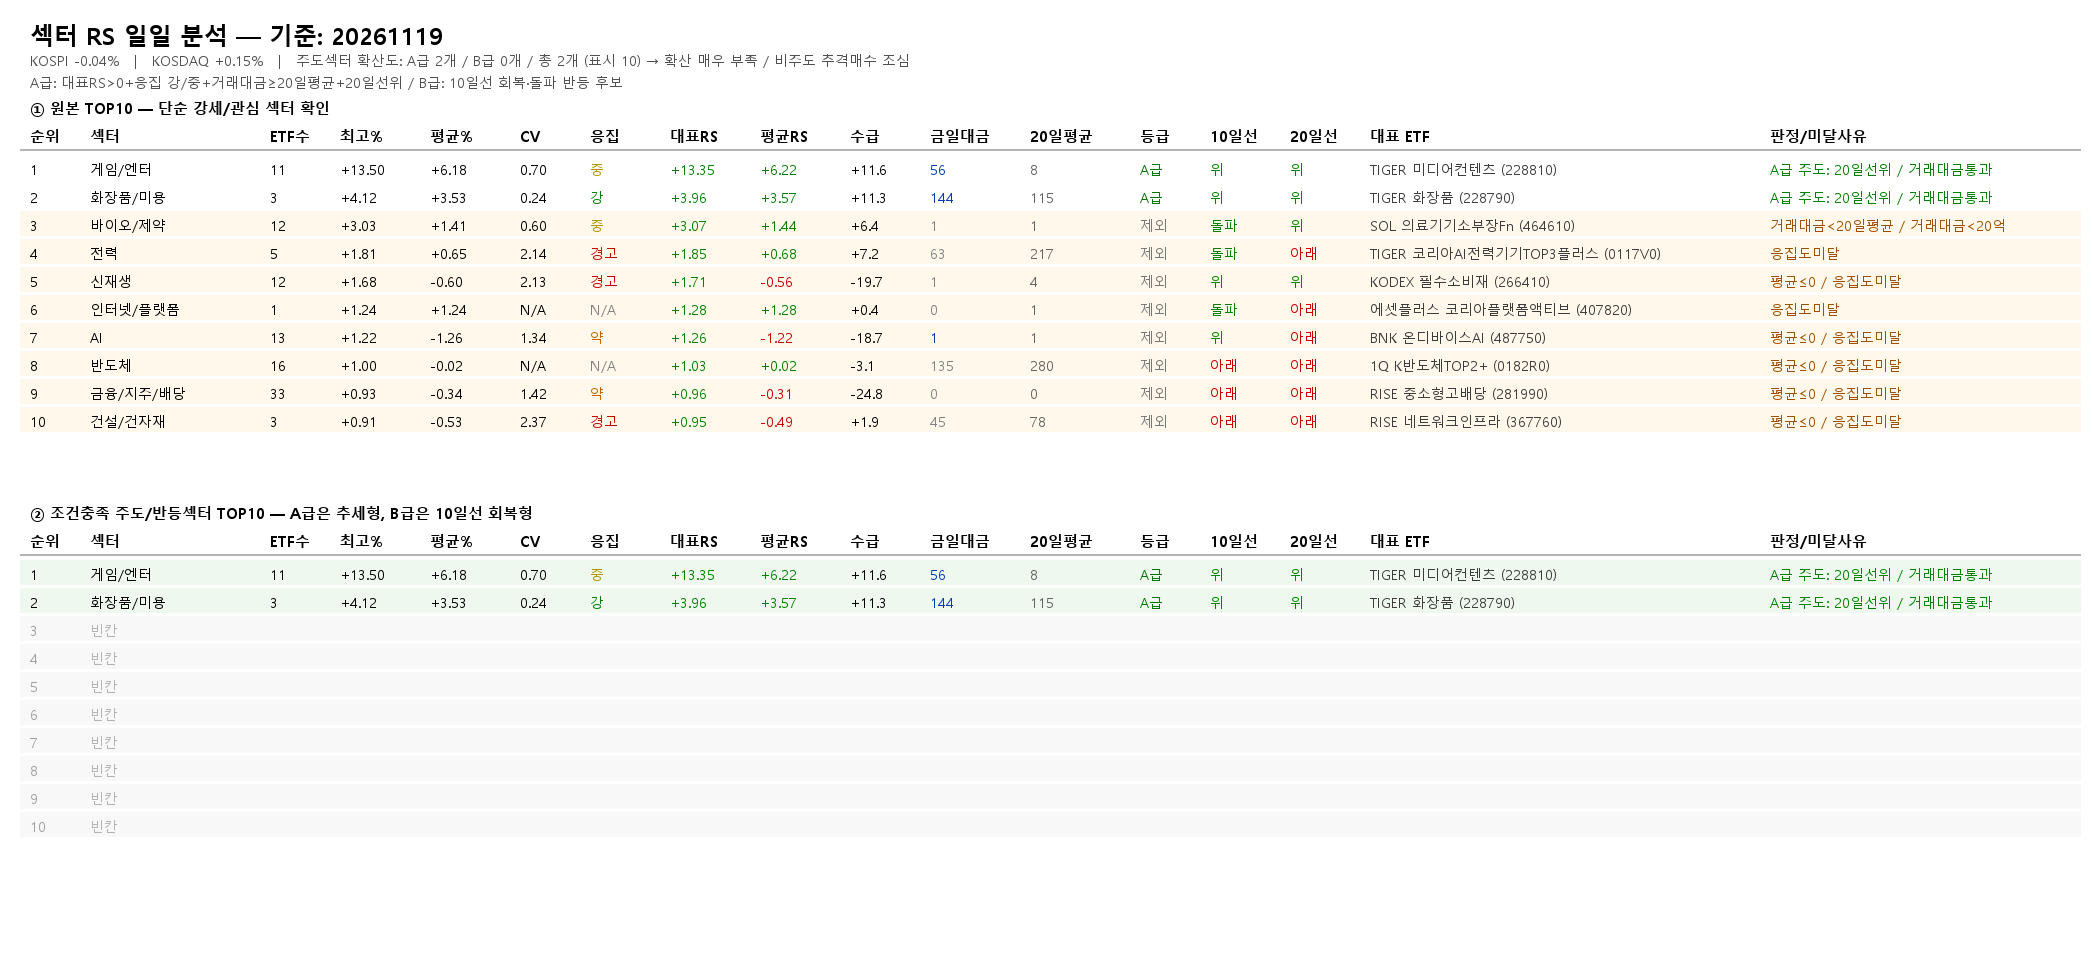 섹터 RS 일일 분석 — 기준: 20261119
KOSPI -0.04% | KOSDAQ +0.15% | 주도섹터 확산도: A급 2개 / B급 0개 / 총 2개 (표시 10) → 확산 매우 부족 / 비주도 추격매수 조심
A급: 대표RS>0+응집 강/중+거래대금≥20일평균+20일선위 / B급: 10일선 회복·돌파 반등 후보
① 원본 TOP10 — 단순 강세/관심 섹터 확인
순위 섹터 ETF수 최고% 평균% CV 응집 대표RS 평균RS 수급 금일대금 20일평균 등급 10일선 20일선 대표 ETF 판정/미달사유
1 게임/엔터 11 +13.50 +6.18 0.70 중 +13.35 +6.22 +11.6 56 8 A급 위 위 TIGER 미디어컨텐츠 (228810) A급 주도: 20일선위 / 거래대금통과
2 화장품/미용 3 +4.12 +3.53 0.24 강 +3.96 +3.57 +11.3 144 115 A급 위 위 TIGER 화장품 (228790) A급 주도: 20일선위 / 거래대금통과
3 바이오/제약 12 +3.03 +1.41 0.60 중 +3.07 +1.44 +6.4 1 1 제외 돌파 위 SOL 의료기기소부장Fn (464610) 거래대금<20일평균 / 거래대금<20억
4 전력 5 +1.81 +0.65 2.14 경고 +1.85 +0.68 +7.2 63 217 제외 돌파 아래 TIGER 코리아AI전력기기TOP3플러스 (0117V0) 응집도미달
5 신재생 12 +1.68 -0.60 2.13 경고 +1.71 -0.56 -19.7 1 4 제외 위 위 KODEX 필수소비재 (266410) 평균≤0 / 응집도미달
6 인터넷/플랫폼 1 +1.24 +1.24 N/A N/A +1.28 +1.28 +0.4 0 1 제외 돌파 아래 에셋플러스 코리아플랫폼액티브 (407820) 응집도미달
7 AI 13 +1.22 -1.26 1.34 약 +1.26 -1.22 -18.7 1 1 제외 위 아래 BNK 온디바이스AI (487750) 평균≤0 / 응집도미달
8 반도체 16 +1.00 -0.02 N/A N/A +1.03 +0.02 -3.1 135 280 제외 아래 아래 1Q K반도체TOP2+ (0182R0) 평균≤0 / 응집도미달
9 금융/지주/배당 33 +0.93 -0.34 1.42 약 +0.96 -0.31 -24.8 0 0 제외 아래 아래 RISE 중소형고배당 (281990) 평균≤0 / 응집도미달
10 건설/건자재 3 +0.91 -0.53 2.37 경고 +0.95 -0.49 +1.9 45 78 제외 아래 아래 RISE 네트워크인프라 (367760) 평균≤0 / 응집도미달
② 조건충족 주도/반등섹터 TOP10 — A급은 추세형, B급은 10일선 회복형
순위 섹터 ETF수 최고% 평균% CV 응집 대표RS 평균RS 수급 금일대금 20일평균 등급 10일선 20일선 대표 ETF 판정/미달사유
1 게임/엔터 11 +13.50 +6.18 0.70 중 +13.35 +6.22 +11.6 56 8 A급 위 위 TIGER 미디어컨텐츠 (228810) A급 주도: 20일선위 / 거래대금통과
2 화장품/미용 3 +4.12 +3.53 0.24 강 +3.96 +3.57 +11.3 144 115 A급 위 위 TIGER 화장품 (228790) A급 주도: 20일선위 / 거래대금통과
3 빈칸
4 빈칸
5 빈칸
6 빈칸
7 빈칸
8 빈칸
9 빈칸
10 빈칸